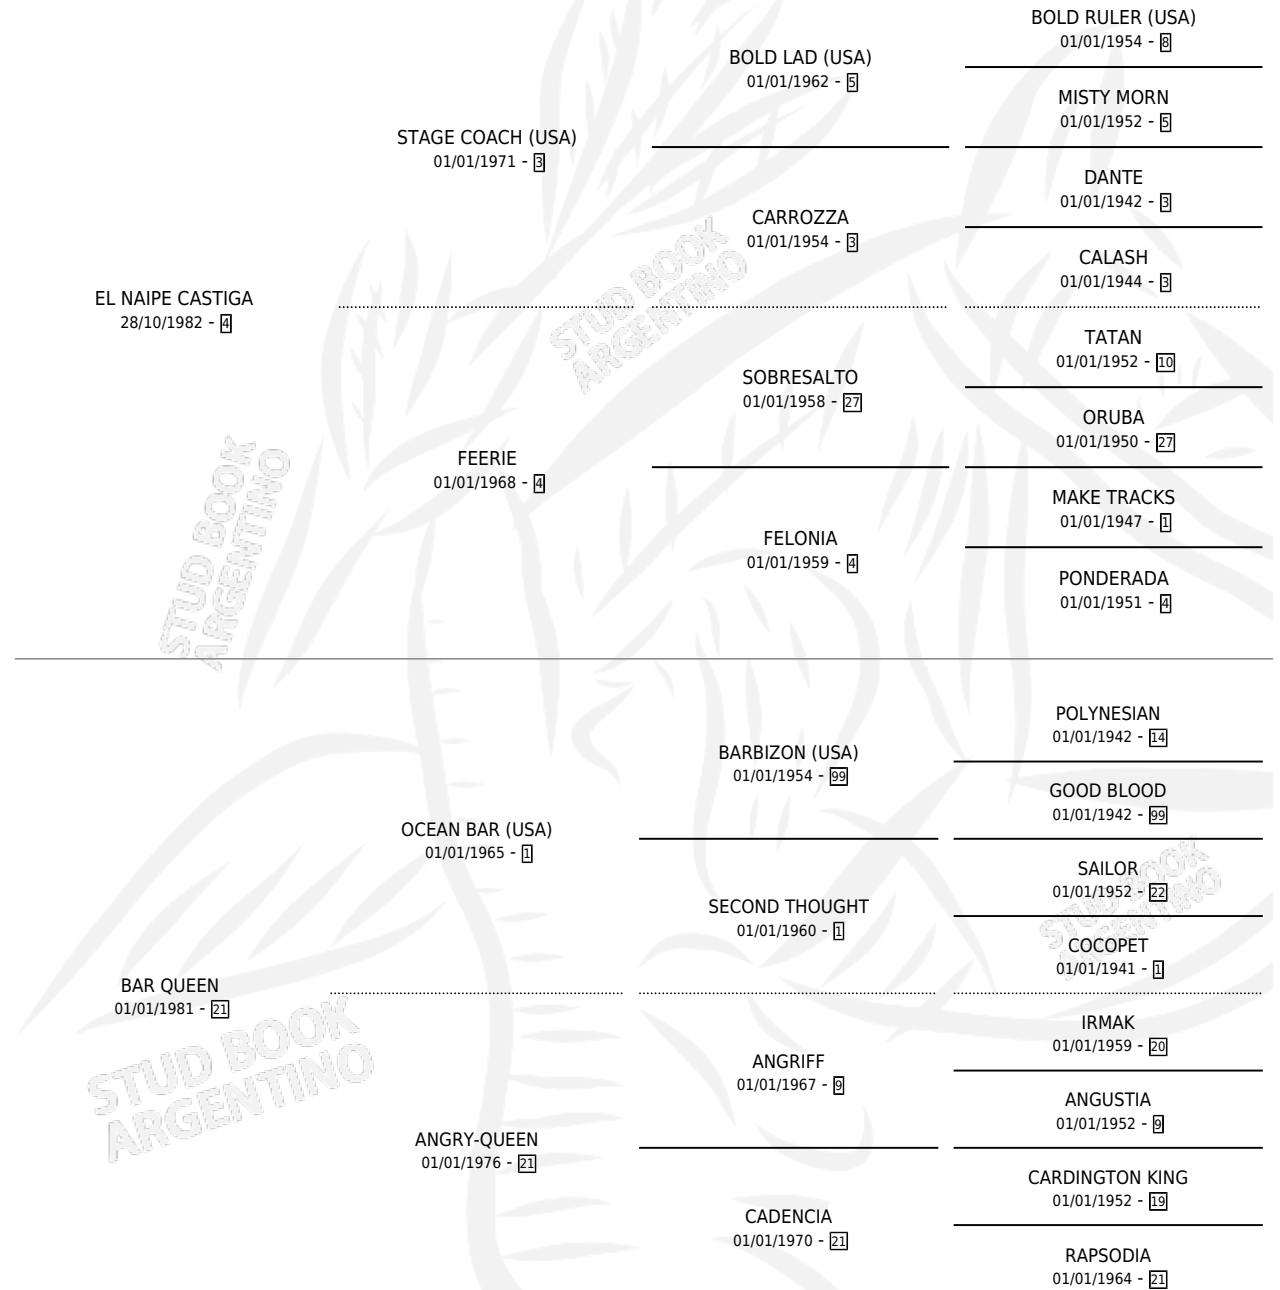 BOLD RULER (USA)
01/01/1954 - 8
BOLD LAD (USA)
01/01/1962 - 5
MISTY MORN
01/01/1952 - 5
STAGE COACH (USA)
01/01/1971 - 3
DANTE
01/01/1942 - 3
CARROZZA
01/01/1954 - 3
CALASH
01/01/1944 - 3
EL NAIPE CASTIGA
28/10/1982 - 4
TATAN
01/01/1952 - 10
SOBRESALTO
01/01/1958 - 27
ORUBA
01/01/1950 - 27
FEERIE
01/01/1968 - 4
MAKE TRACKS
01/01/1947 - 1
FELONIA
01/01/1959 - 4
PONDERADA
01/01/1951 - 4
POLYNESIAN
01/01/1942 - 14
BARBIZON (USA)
01/01/1954 - 99
GOOD BLOOD
01/01/1942 - 99
OCEAN BAR (USA)
01/01/1965 - 1
SAILOR
01/01/1952 - 22
SECOND THOUGHT
01/01/1960 - 1
COCOPET
01/01/1941 - 1
BAR QUEEN
01/01/1981 - 21
IRMAK
01/01/1959 - 20
ANGRIFF
01/01/1967 - 9
ANGUSTIA
01/01/1952 - 9
ANGRY-QUEEN
01/01/1976 - 21
CARDINGTON KING
01/01/1952 - 19
CADENCIA
01/01/1970 - 21
RAPSODIA
01/01/1964 - 21
STUD BOOK
ARGENTINO
STUD BOOK
ARGENTINO
STUD BOOK
ARGENTINO
STUD BOOK
ARGENTINO